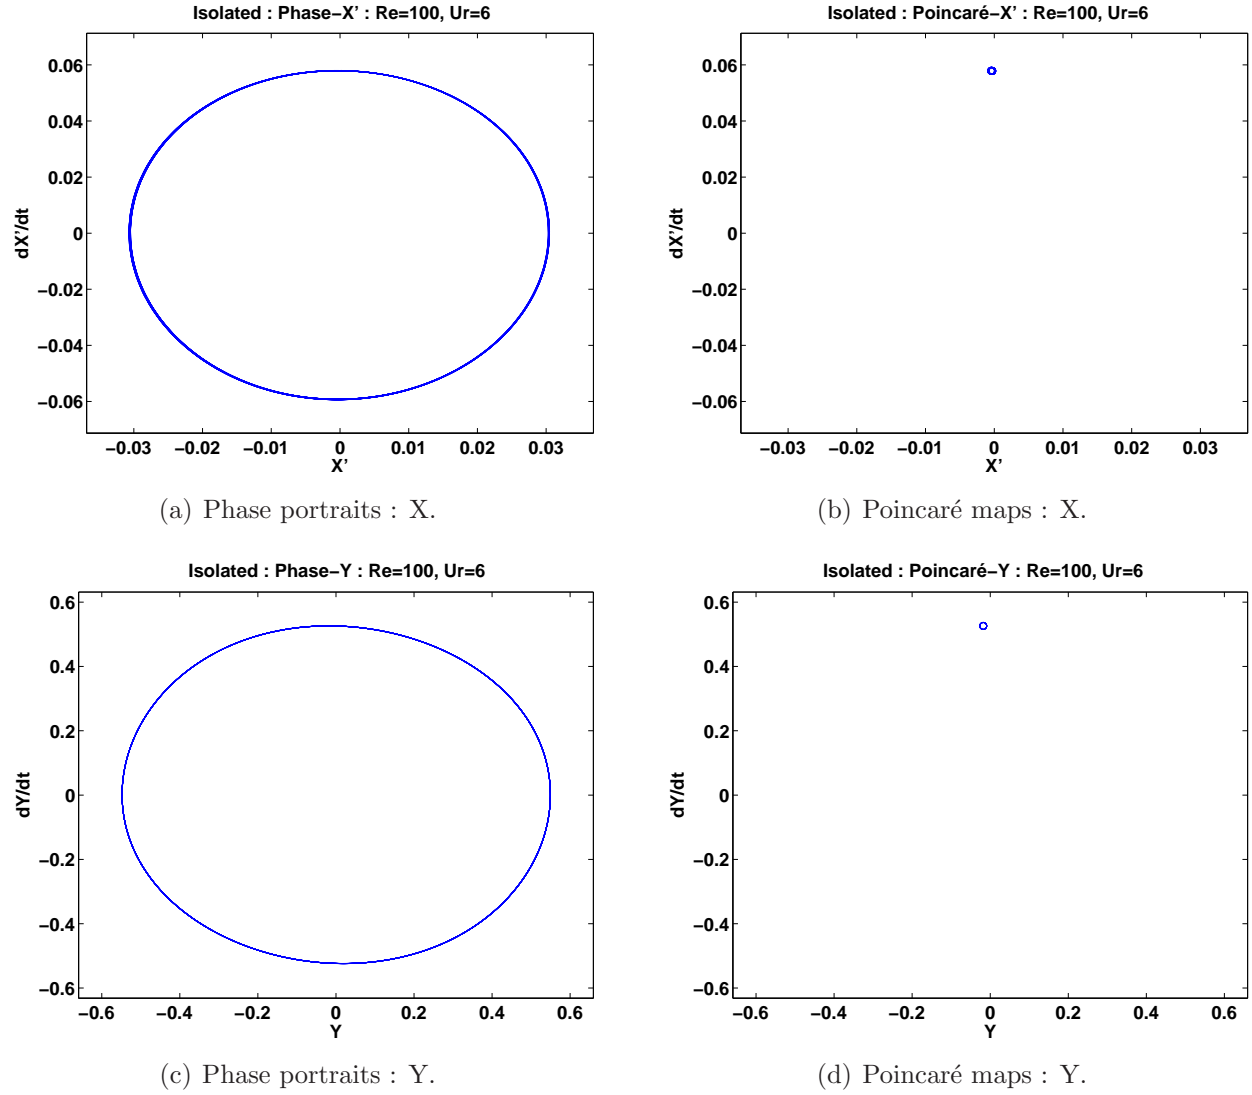 Isolated : Phase−X’ : Re=100, Ur=6
0.06
0.04
0.02
0
−0.02
−0.04
−0.06
dX’/dt
−0.03 −0.02 −0.01 0 0.01 0.02 0.03
X’
(a) Phase portraits : X.
Isolated : Poincaré−X’ : Re=100, Ur=6
0.06
0.04
0.02
0
−0.02
−0.04
−0.06
dX’/dt
−0.03 −0.02 −0.01 0 0.01 0.02 0.03
X’
(b) Poincaré maps : X.
Isolated : Phase−Y : Re=100, Ur=6
0.6
0.4
0.2
0
−0.2
−0.4
−0.6
dY/dt
−0.6 −0.4 −0.2 0 0.2 0.4 0.6
Y
(c) Phase portraits : Y.
Isolated : Poincaré−Y : Re=100, Ur=6
0.6
0.4
0.2
0
−0.2
−0.4
−0.6
dY/dt
−0.6 −0.4 −0.2 0 0.2 0.4 0.6
Y
(d) Poincaré maps : Y.